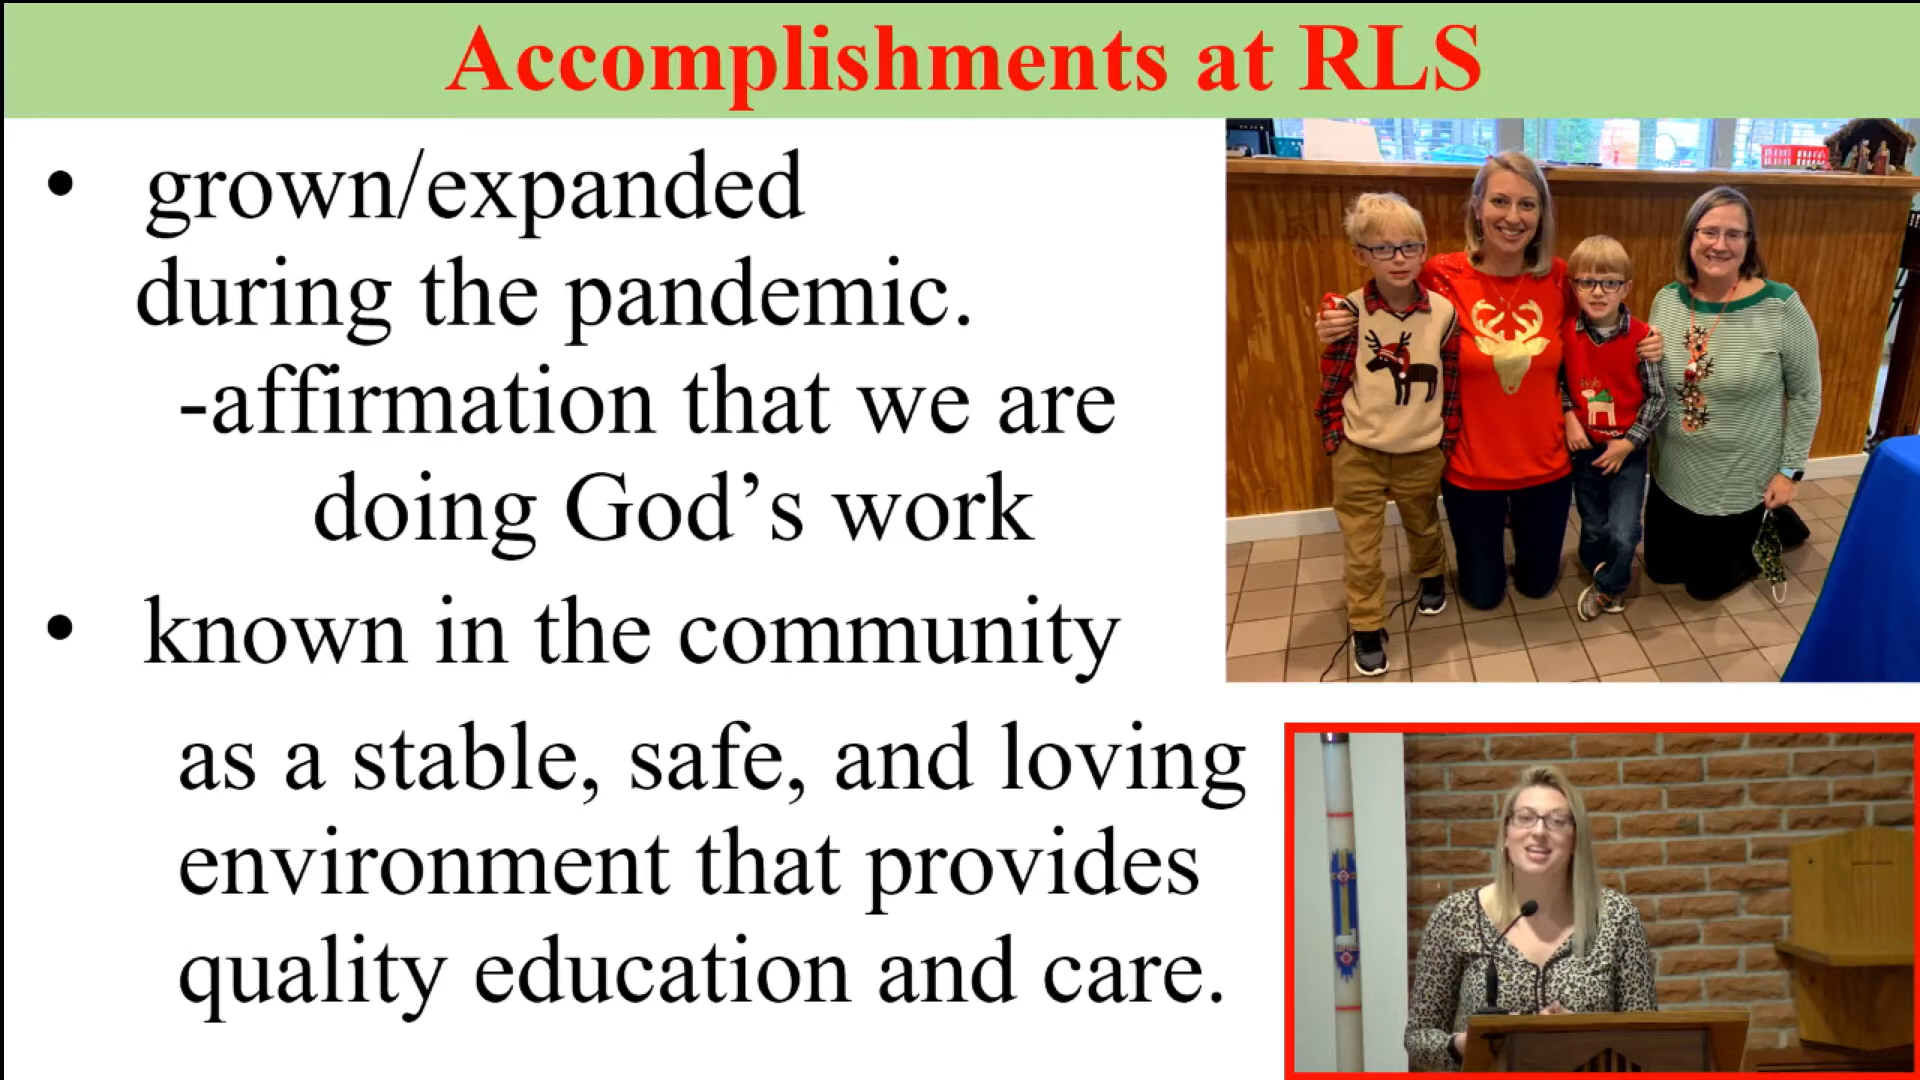 Accomplishments at RLS
• grown/expanded
during the pandemic.
-affirmation that we are
doing God’s work
• known in the community
as a stable, safe, and loving
environment that provides
quality education and care.